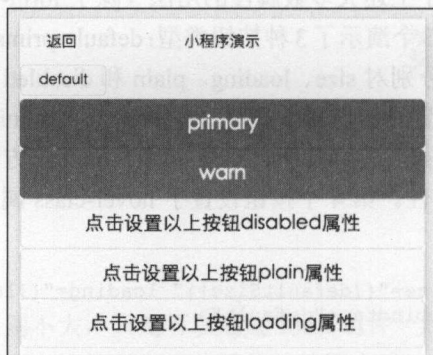 返回 小程序演示
default
primary
warn
点击设置以上按钮disabled属性
点击设置以上按钮plain属性
点击设置以上按钮loading属性